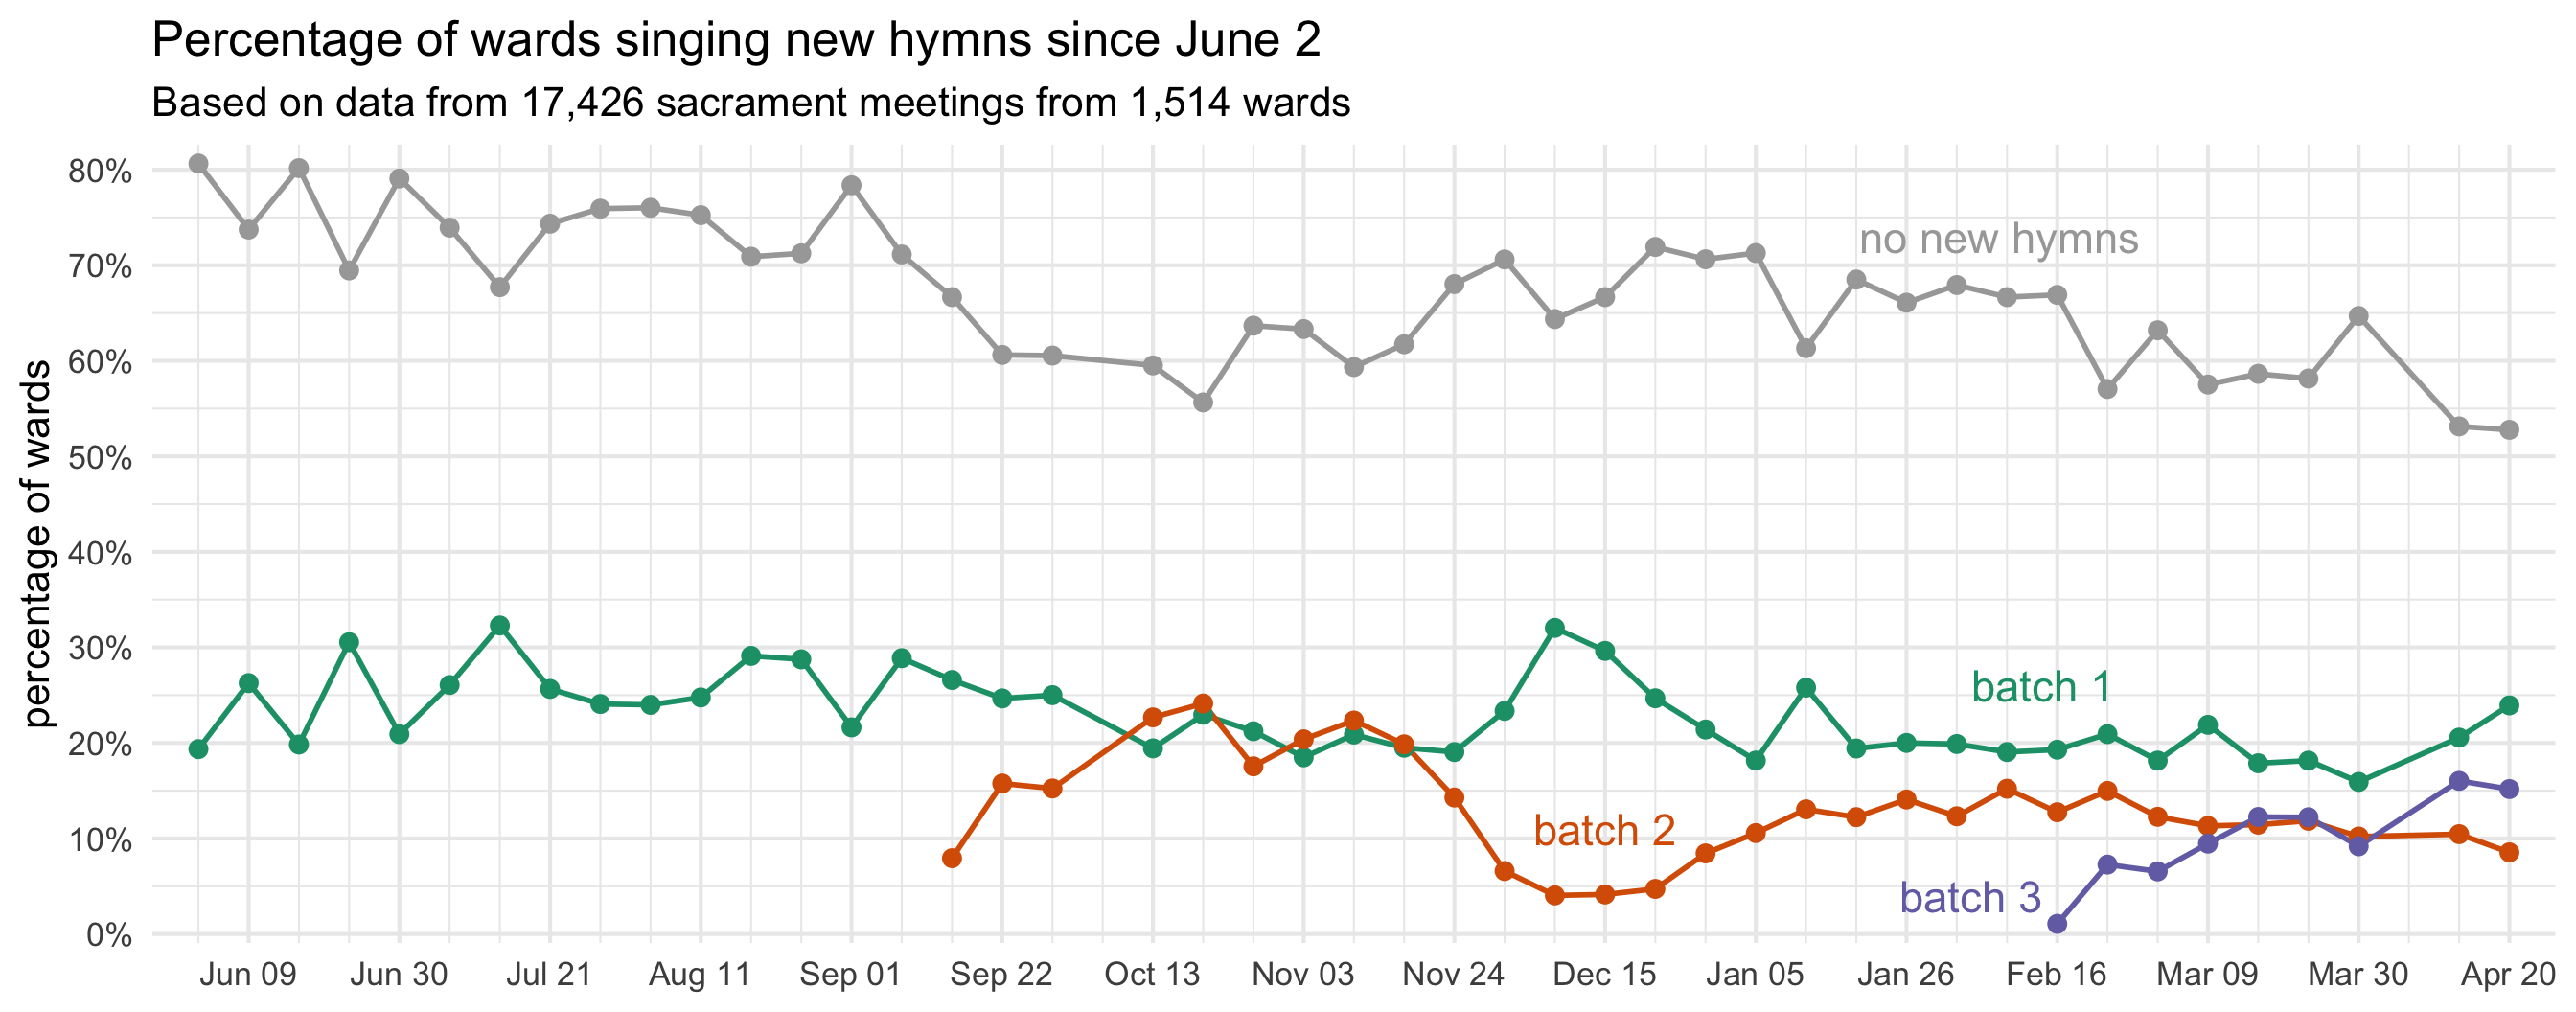 Percentage of wards singing new hymns since June 2
Based on data from 17,426 sacrament meetings from 1,514 wards
percentage of wards
80%
70%
60%
50%
40%
30%
20%
10%
0%
no new hymns
batch 1
batch 2
batch 3
Jun 09 Jun 30 Jul 21 Aug 11 Sep 01 Sep 22 Oct 13 Nov 03 Nov 24 Dec 15 Jan 05 Jan 26 Feb 16 Mar 09 Mar 30 Apr 20